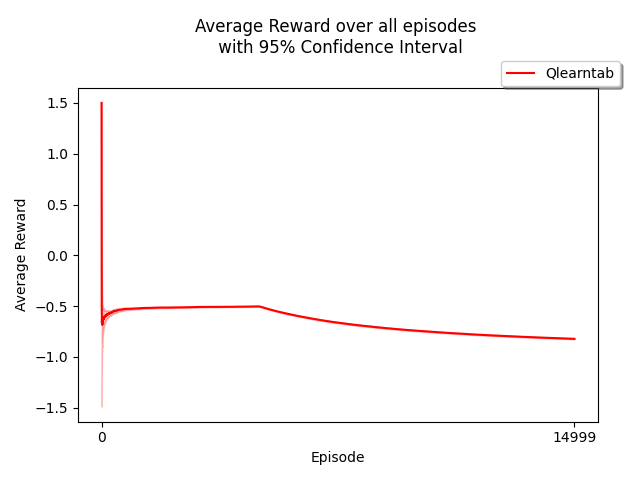 Average Reward over all episodes
with 95% Confidence Interval
Qlearntab
1.5
1.0
0.5
0.0
−0.5
−1.0
−1.5
Average Reward
0
14999
Episode